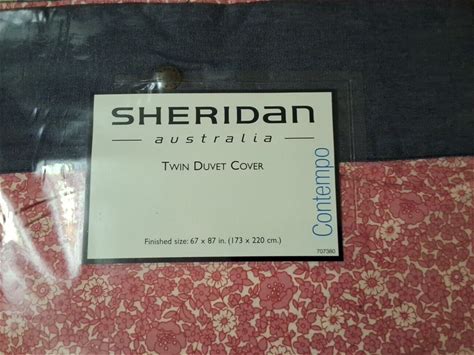 SHERIDAN
australia
TWIN DUVET COVER
Contempo
Finished size: 67 x 87 in. (173 x 220 cm.)
707380